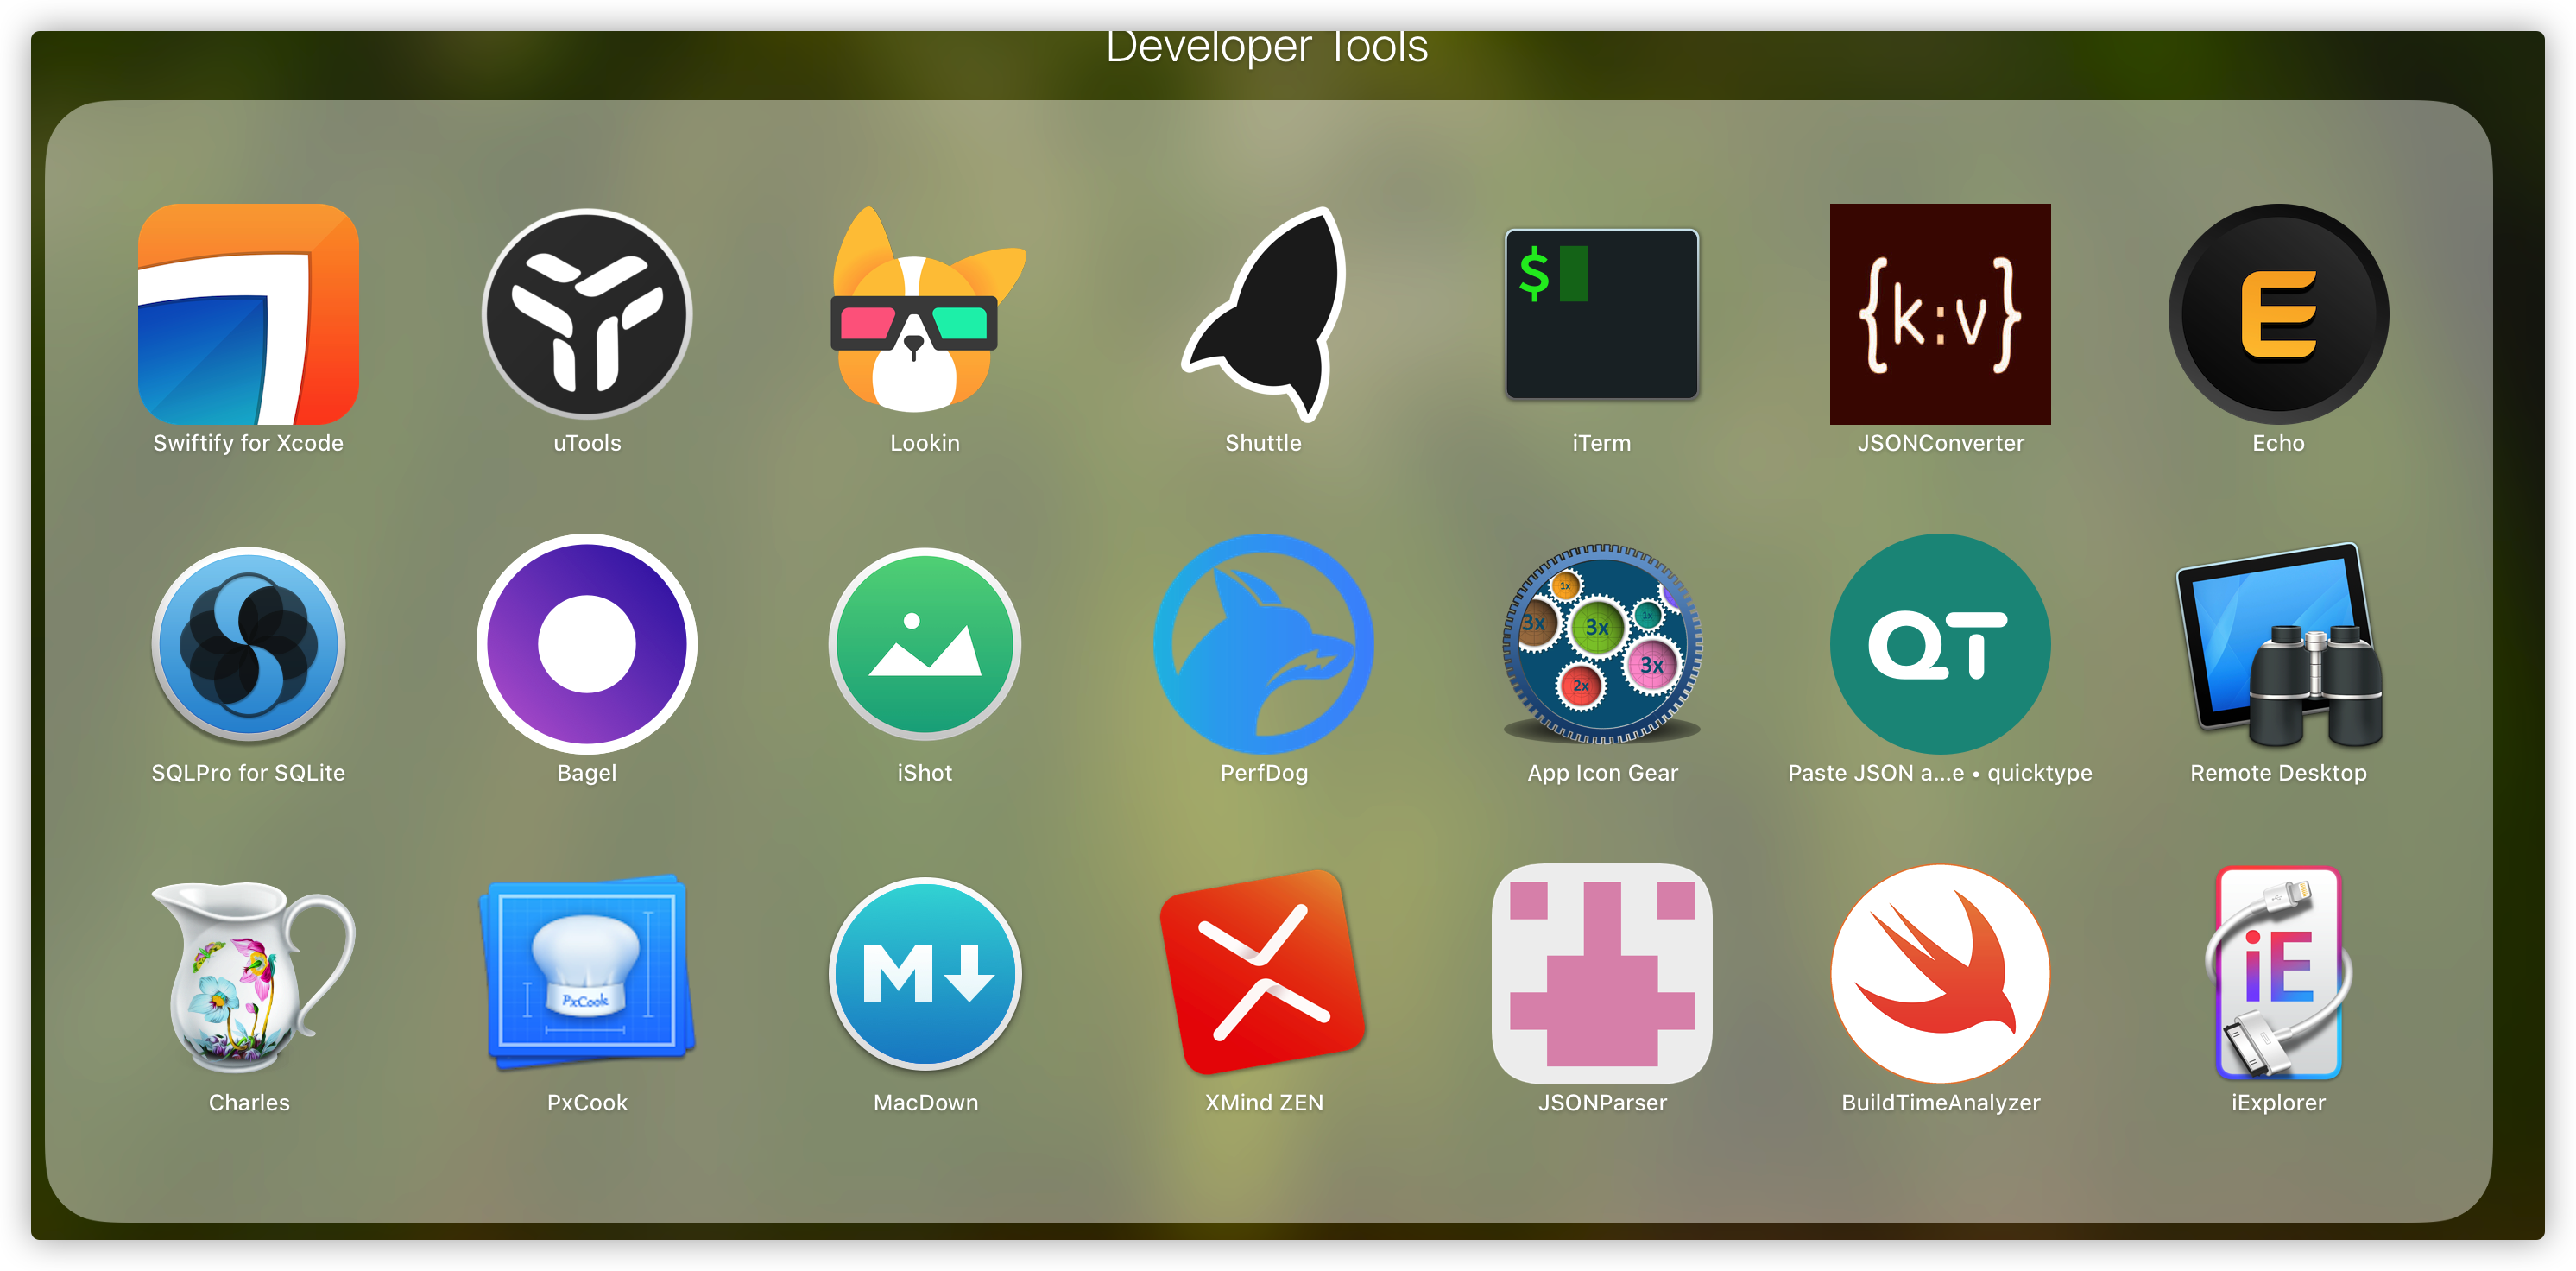 Developer Tools
$
{k:v}
E
Swiftify for Xcode
uTools
Lookin
Shuttle
iTerm
JSONConverter
Echo
1x
3x
3x
1x
3x
2x
QT
SQLPro for SQLite
Bagel
iShot
PerfDog
App Icon Gear
Paste JSON a...e • quicktype
Remote Desktop
PxCook
M
iE
Charles
PxCook
MacDown
XMind ZEN
JSONParser
BuildTimeAnalyzer
iExplorer